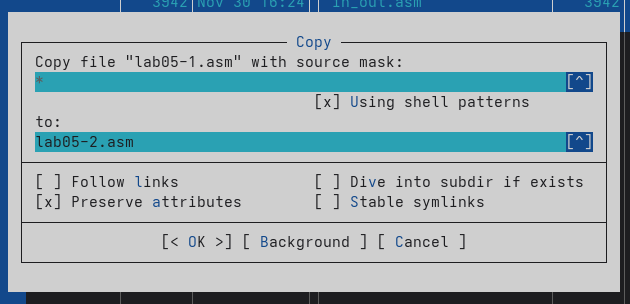 3942 Nov 30 16:24 in_out.asm 3942
Copy
Copy file "lab05-1.asm" with source mask:
* [^]
[x] Using shell patterns
to:
lab05-2.asm [^]
[ ] Follow links [ ] Dive into subdir if exists
[x] Preserve attributes [ ] Stable symlinks
[< OK >] [ Background ] [ Cancel ]